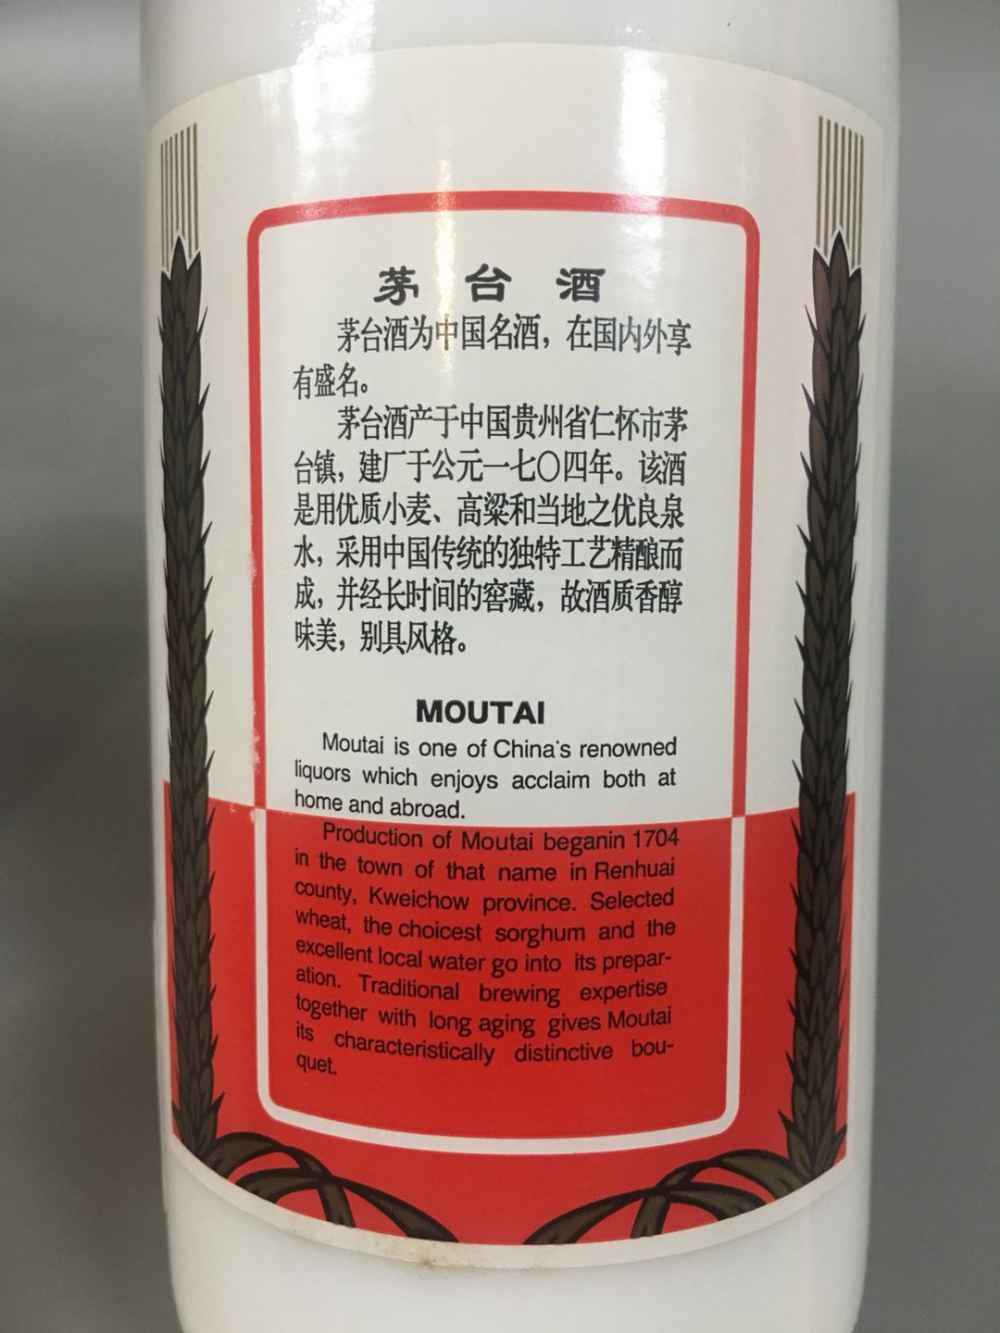 茅台酒
茅台酒为中国名酒，在国内外享
有盛名。
茅台酒产于中国贵州省仁怀市茅
台镇，建厂于公元一七〇四年。该酒
是用优质小麦、高粱和当地之优良泉
水，采用中国传统的独特工艺精酿而
成，并经长时间的窖藏，故酒质香醇
味美，别具风格。
MOUTAI
Moutai is one of China's renowned
liquors which enjoys acclaim both at
home and abroad.
Production of Moutai beganin 1704
in the town of that name in Renhuai
county, Kweichow province. Selected
wheat, the choicest sorghum and the
excellent local water go into its prepar-
ation. Traditional brewing expertise
together with long aging gives Moutai
its characteristically distinctive bou-
quet.